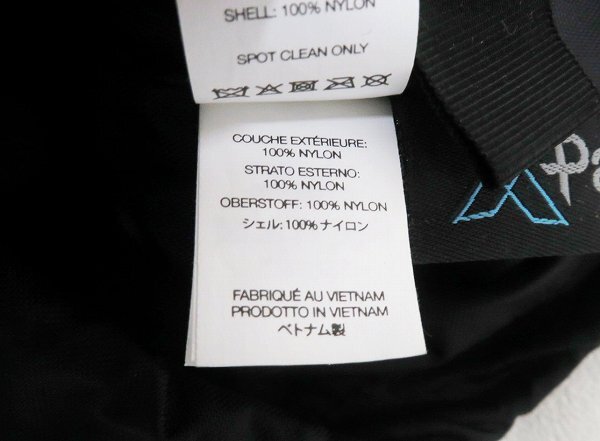 SHELL: 100% NYLON
SPOT CLEAN ONLY
COUCHE EXTÉRIEURE:
100% NYLON
STRATO ESTERNO:
100% NYLON
OBERSTOFF: 100% NYLON
シェル: 100% ナイロン
FABRIQUÉ AU VIETNAM
PRODOTTO IN VIETNAM
ベトナム製